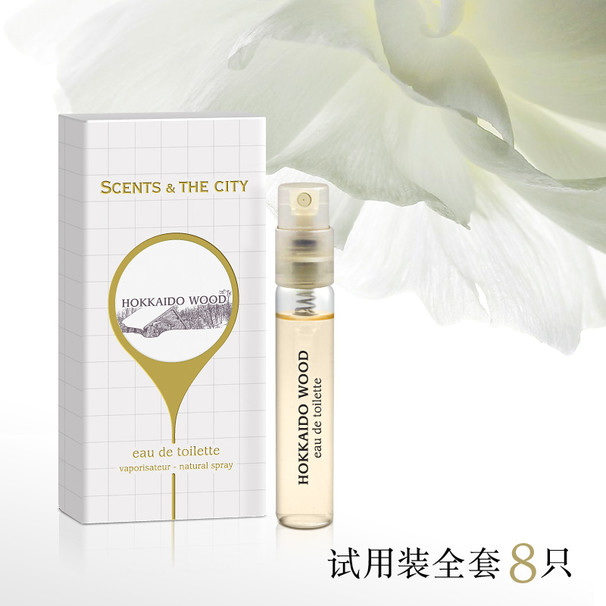 SCENTS & THE CITY
HOKKAIDO WOOD
eau de toilette
vaporisateur - natural spray
HOKKAIDO WOOD
eau de toilette
试用装全套8只